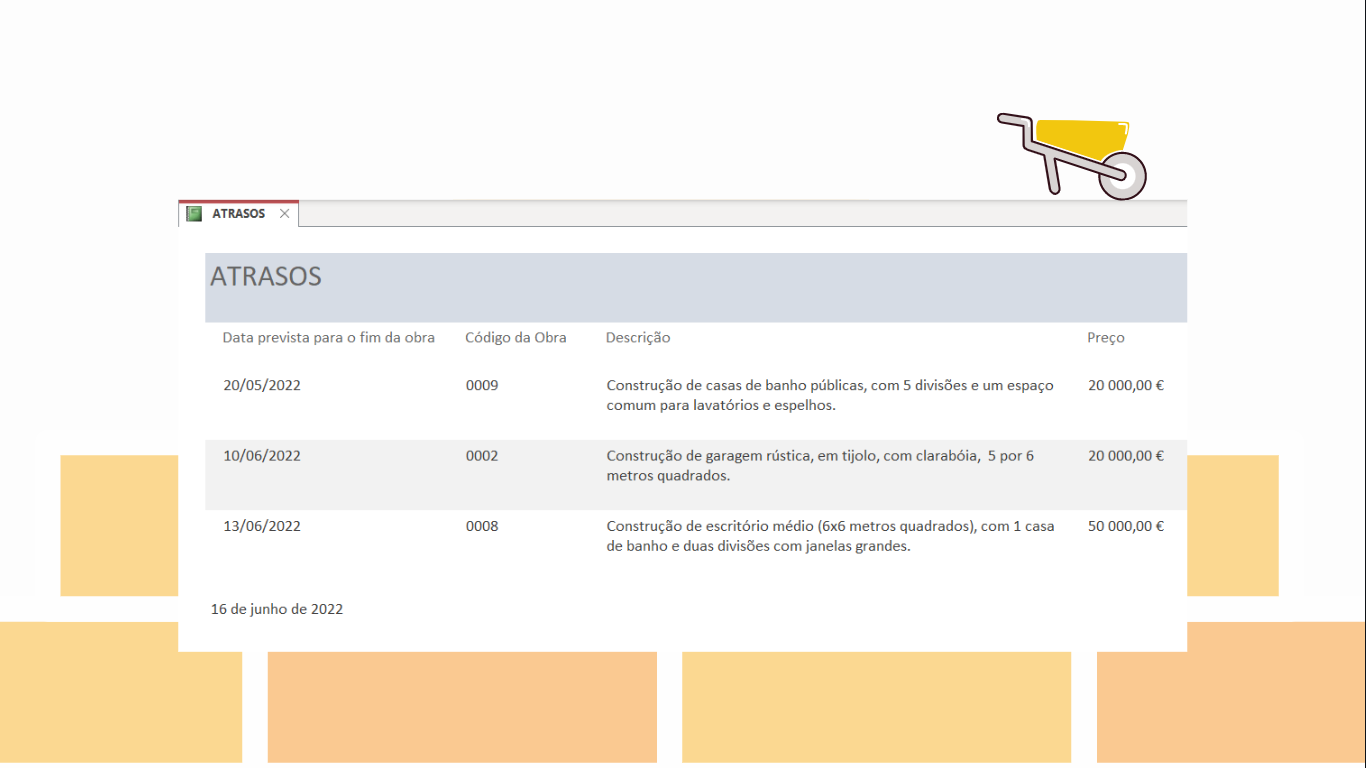 ATRASOS
ATRASOS
Data prevista para o fim da obra Código da Obra Descrição Preço
20/05/2022 0009 Construção de casas de banho públicas, com 5 divisões e um espaço 20 000,00 €
comum para lavatórios e espelhos.
10/06/2022 0002 Construção de garagem rústica, em tijolo, com clarabóia, 5 por 6 20 000,00 €
metros quadrados.
13/06/2022 0008 Construção de escritório médio (6x6 metros quadrados), com 1 casa 50 000,00 €
de banho e duas divisões com janelas grandes.
16 de junho de 2022